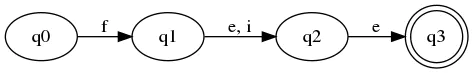 q0 f q1 e, i q2 e q3